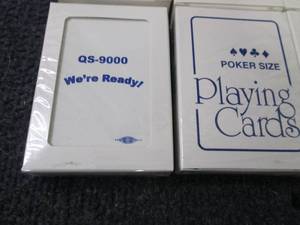 QS-9000
We're Ready!
POKER SIZE
Playing
Cards